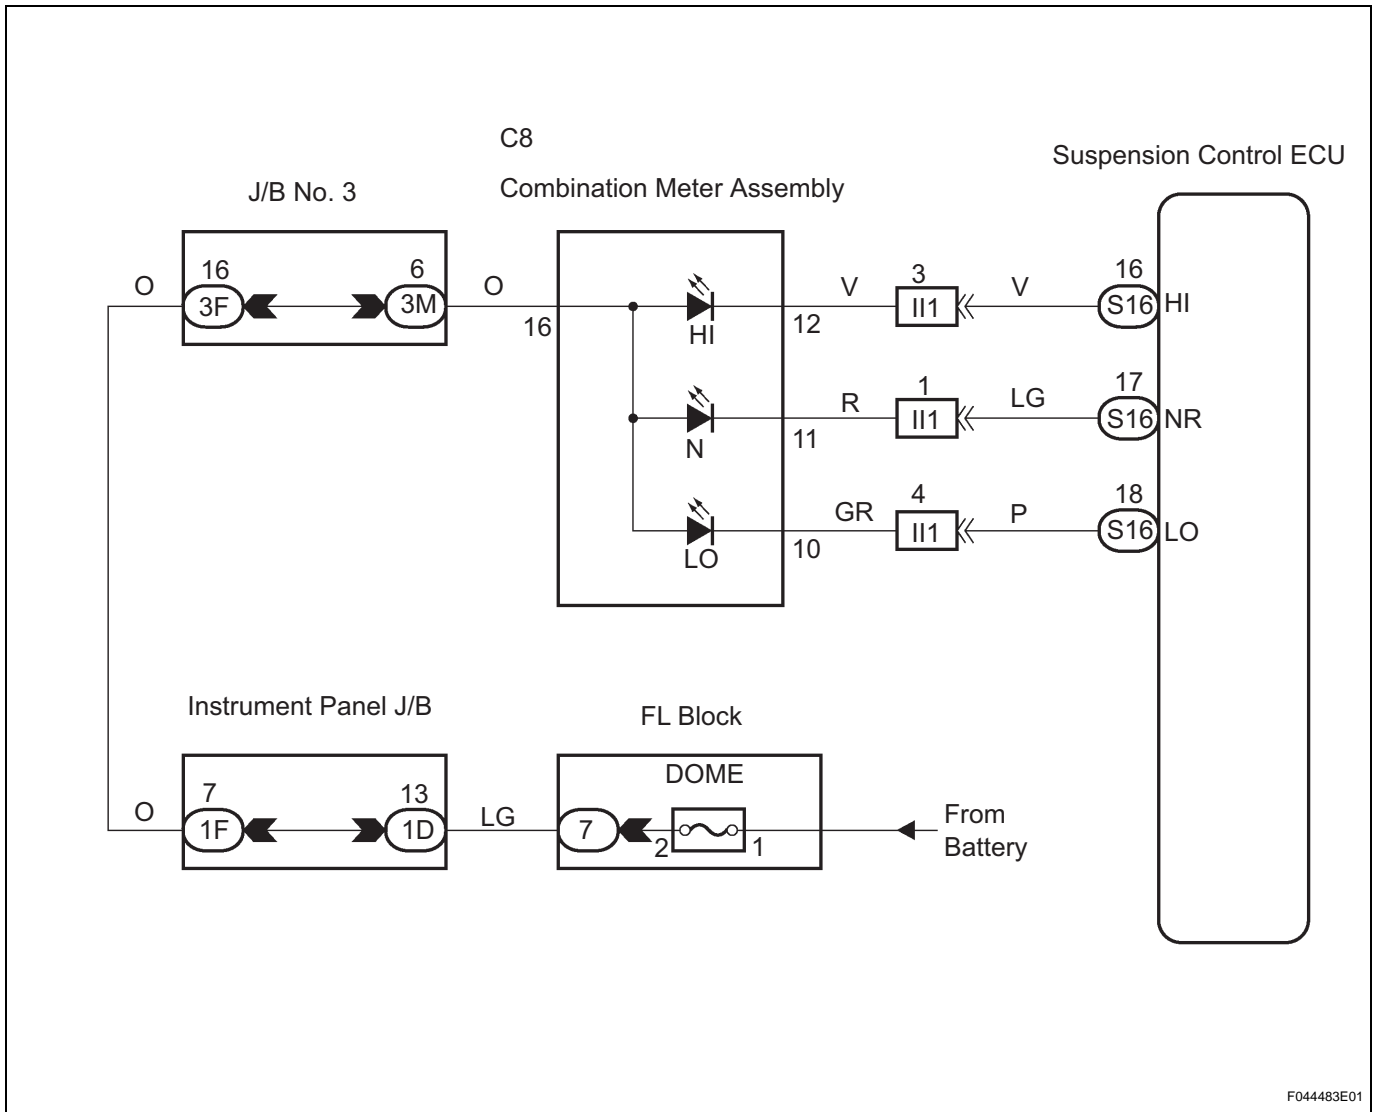 C8
Suspension Control ECU
J/B No. 3
Combination Meter Assembly
O
16
3F
6
3M
O
16
HI
12
V
3
II1
V
16
S16
HI
N
11
R
1
II1
LG
17
S16
NR
LO
10
GR
4
II1
P
18
S16
LO
Instrument Panel J/B
FL Block
O
7
1F
13
1D
LG
7
DOME
2
1
From
Battery
F044483E01